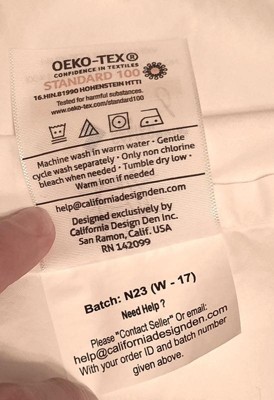 OEKO-TEX®
CONFIDENCE IN TEXTILES
STANDARD 100
16.HIN.81990 HOHENSTEIN HTTI
Tested for harmful substances.
www.oeko-tex.com/standard100
Machine wash in warm water • Gentle
cycle wash separately • Only non chlorine
bleach when needed • Tumble dry low •
Warm iron if needed
help@californiadesignden.com
Designed exclusively by
California Design Den Inc.
San Ramon, Calif. USA
RN 142099
Batch: N23 (W - 17)
Need Help ?
Please "Contact Seller" Or email:
help@californiadesignden.com
With your order ID and batch number
given above.